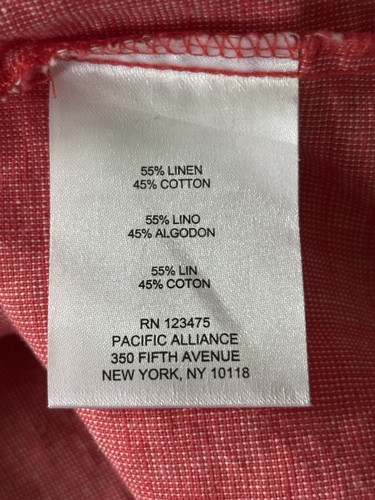 55% LINEN
45% COTTON
55% LINO
45% ALGODON
55% LIN
45% COTON
RN 123475
PACIFIC ALLIANCE
350 FIFTH AVENUE
NEW YORK, NY 10118